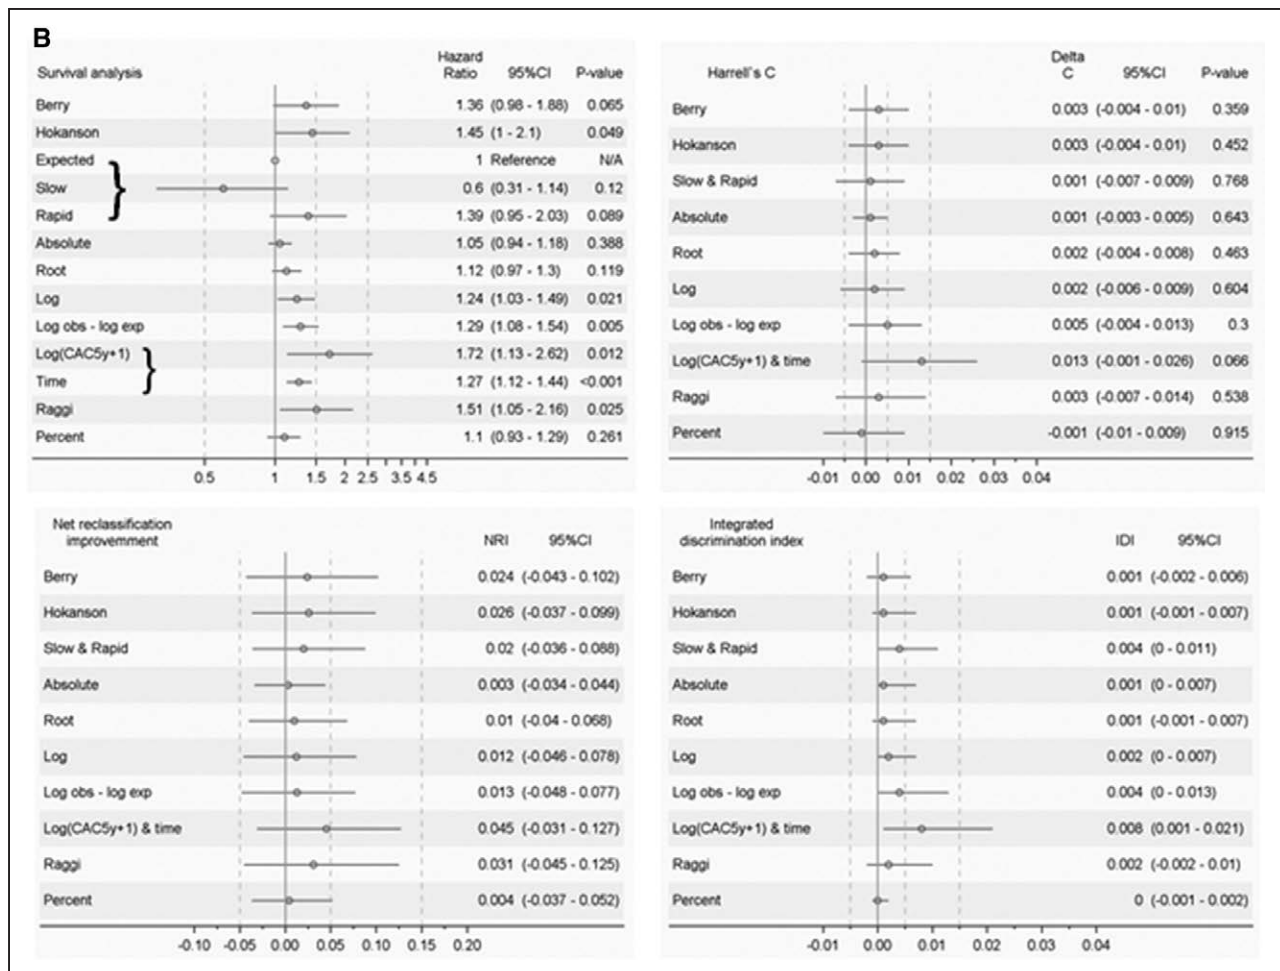 B
Survival analysis Hazard Ratio 95%CI P-value
Berry 1.36 (0.98 - 1.88) 0.065
Hokanson 1.45 (1 - 2.1) 0.049
Expected 1 Reference N/A
Slow 0.6 (0.31 - 1.14) 0.12
Rapid 1.39 (0.95 - 2.03) 0.089
Absolute 1.05 (0.94 - 1.18) 0.388
Root 1.12 (0.97 - 1.3) 0.119
Log 1.24 (1.03 - 1.49) 0.021
Log obs - log exp 1.29 (1.08 - 1.54) 0.005
Log(CAC5y+1) 1.72 (1.13 - 2.62) 0.012
Time 1.27 (1.12 - 1.44) <0.001
Raggi 1.51 (1.05 - 2.16) 0.025
Percent 1.1 (0.93 - 1.29) 0.261
0.5 1 1.5 2 2.5 3.5 4.5
Harrell`s C Delta C 95%CI P-value
Berry 0.003 (-0.004 - 0.01) 0.359
Hokanson 0.003 (-0.004 - 0.01) 0.452
Slow & Rapid 0.001 (-0.007 - 0.009) 0.768
Absolute 0.001 (-0.003 - 0.005) 0.643
Root 0.002 (-0.004 - 0.008) 0.463
Log 0.002 (-0.006 - 0.009) 0.604
Log obs - log exp 0.005 (-0.004 - 0.013) 0.3
Log(CAC5y+1) & time 0.013 (-0.001 - 0.026) 0.066
Raggi 0.003 (-0.007 - 0.014) 0.538
Percent -0.001 (-0.01 - 0.009) 0.915
-0.01 0.00 0.01 0.02 0.03 0.04
Net reclassification
improvemment NRI 95%CI
Berry 0.024 (-0.043 - 0.102)
Hokanson 0.026 (-0.037 - 0.099)
Slow & Rapid 0.02 (-0.036 - 0.088)
Absolute 0.003 (-0.034 - 0.044)
Root 0.01 (-0.04 - 0.068)
Log 0.012 (-0.046 - 0.078)
Log obs - log exp 0.013 (-0.048 - 0.077)
Log(CAC5y+1) & time 0.045 (-0.031 - 0.127)
Raggi 0.031 (-0.045 - 0.125)
Percent 0.004 (-0.037 - 0.052)
-0.10 -0.05 0.00 0.05 0.10 0.15 0.20
Integrated
discrimination index IDI 95%CI
Berry 0.001 (-0.002 - 0.006)
Hokanson 0.001 (-0.001 - 0.007)
Slow & Rapid 0.004 (0 - 0.011)
Absolute 0.001 (0 - 0.007)
Root 0.001 (-0.001 - 0.007)
Log 0.002 (0 - 0.007)
Log obs - log exp 0.004 (0 - 0.013)
Log(CAC5y+1) & time 0.008 (0.001 - 0.021)
Raggi 0.002 (-0.002 - 0.01)
Percent 0 (-0.001 - 0.002)
-0.01 0.00 0.01 0.02 0.03 0.04